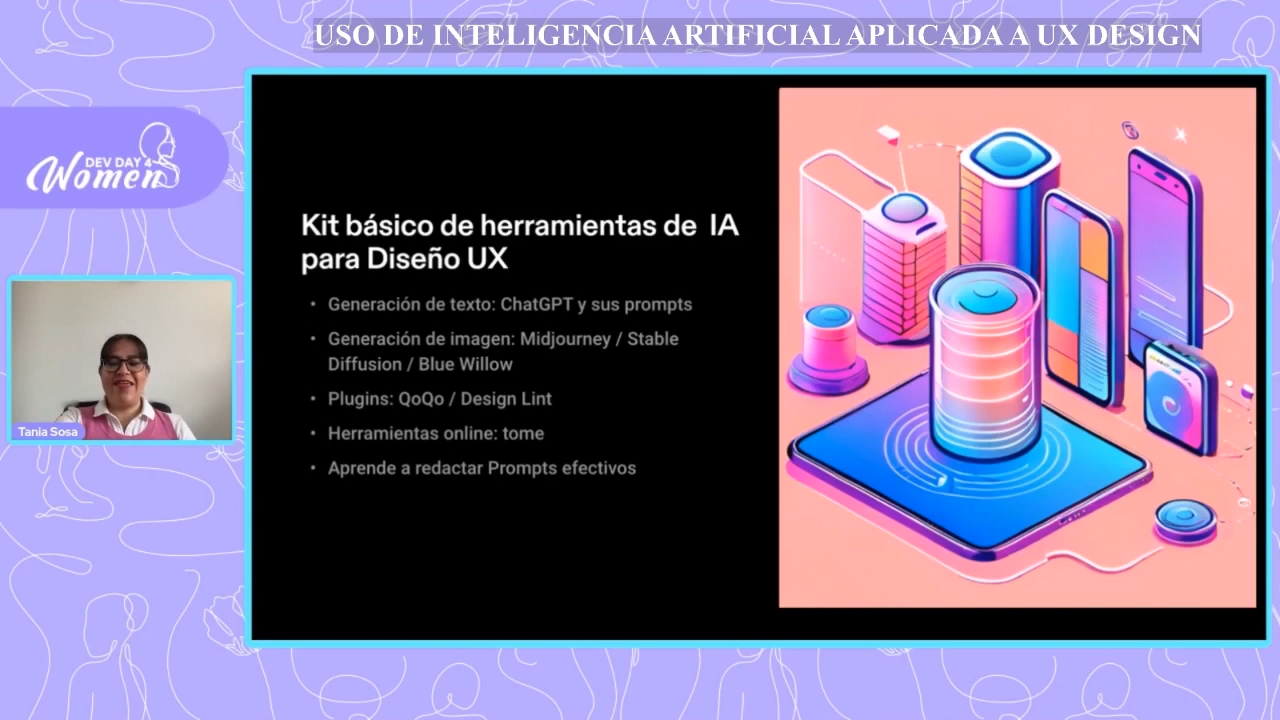 USO DE INTELIGENCIA ARTIFICIAL APLICADA A UX DESIGN
DEV DAY 4
Women
Tania Sosa
Kit básico de herramientas de IA
para Diseño UX
• Generación de texto: ChatGPT y sus prompts
• Generación de imagen: Midjourney / Stable
Diffusion / Blue Willow
• Plugins: QoQo / Design Lint
• Herramientas online: tome
• Aprende a redactar Prompts efectivos